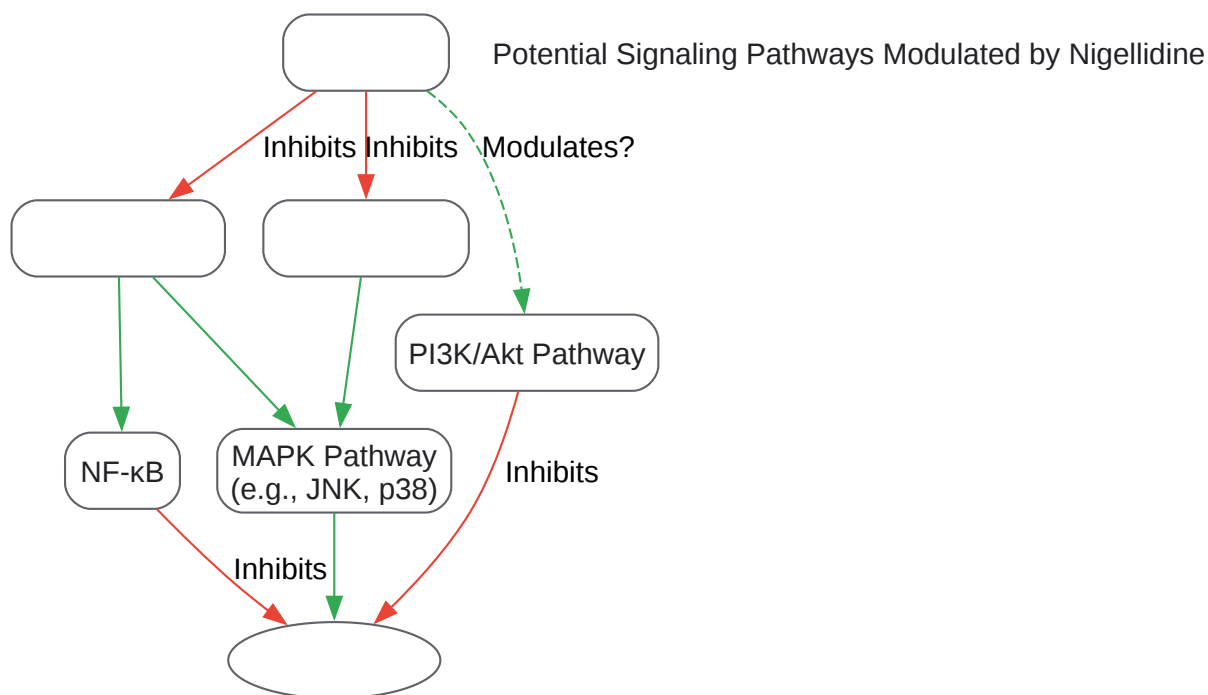 Potential Signaling Pathways Modulated by Nigellidine
Inhibits
Inhibits
Modulates?
PI3K/Akt Pathway
NF-κB
MAPK Pathway
(e.g., JNK, p38)
Inhibits
Inhibits